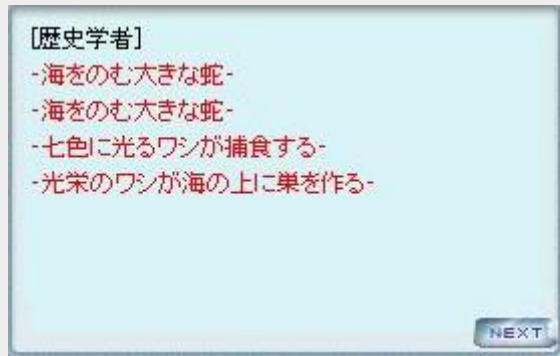 [歴史学者]
-海をのむ大きな蛇-
-海をのむ大きな蛇-
-七色に光るワシが捕食する-
-光栄のワシが海の上に巣を作る-
NEXT